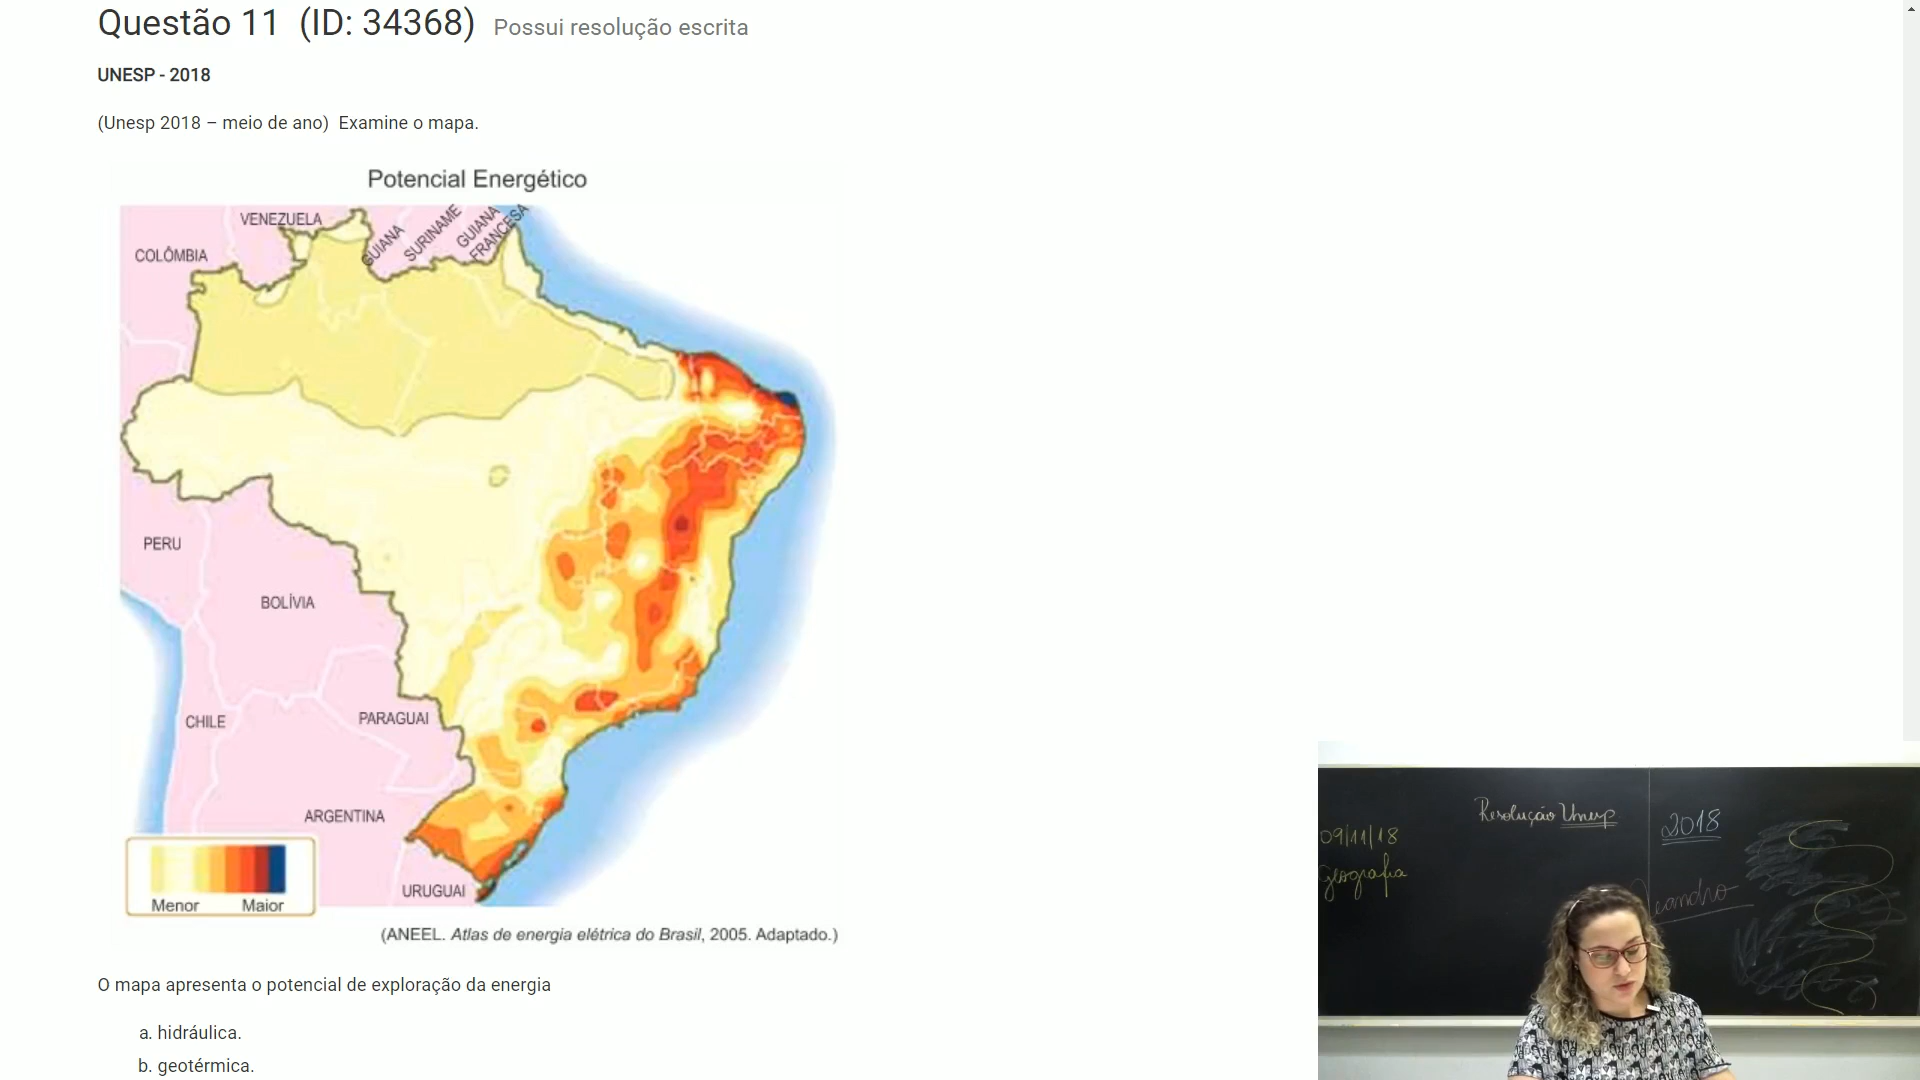 Questão 11 (ID: 34368) Possui resolução escrita
UNESP - 2018
(Unesp 2018 – meio de ano) Examine o mapa.
Potencial Energético
VENEZUELA
COLÔMBIA
GUIANA
SURINAME
GUIANA
FRANCESA
PERU
BOLÍVIA
CHILE
PARAGUAI
ARGENTINA
URUGUAI
Menor Maior
(ANEEL. Atlas de energia elétrica do Brasil, 2005. Adaptado.)
O mapa apresenta o potencial de exploração da energia
a. hidráulica.
b. geotérmica.
Resolução Unesp
2018
09/11/18
Geografia
Leandro